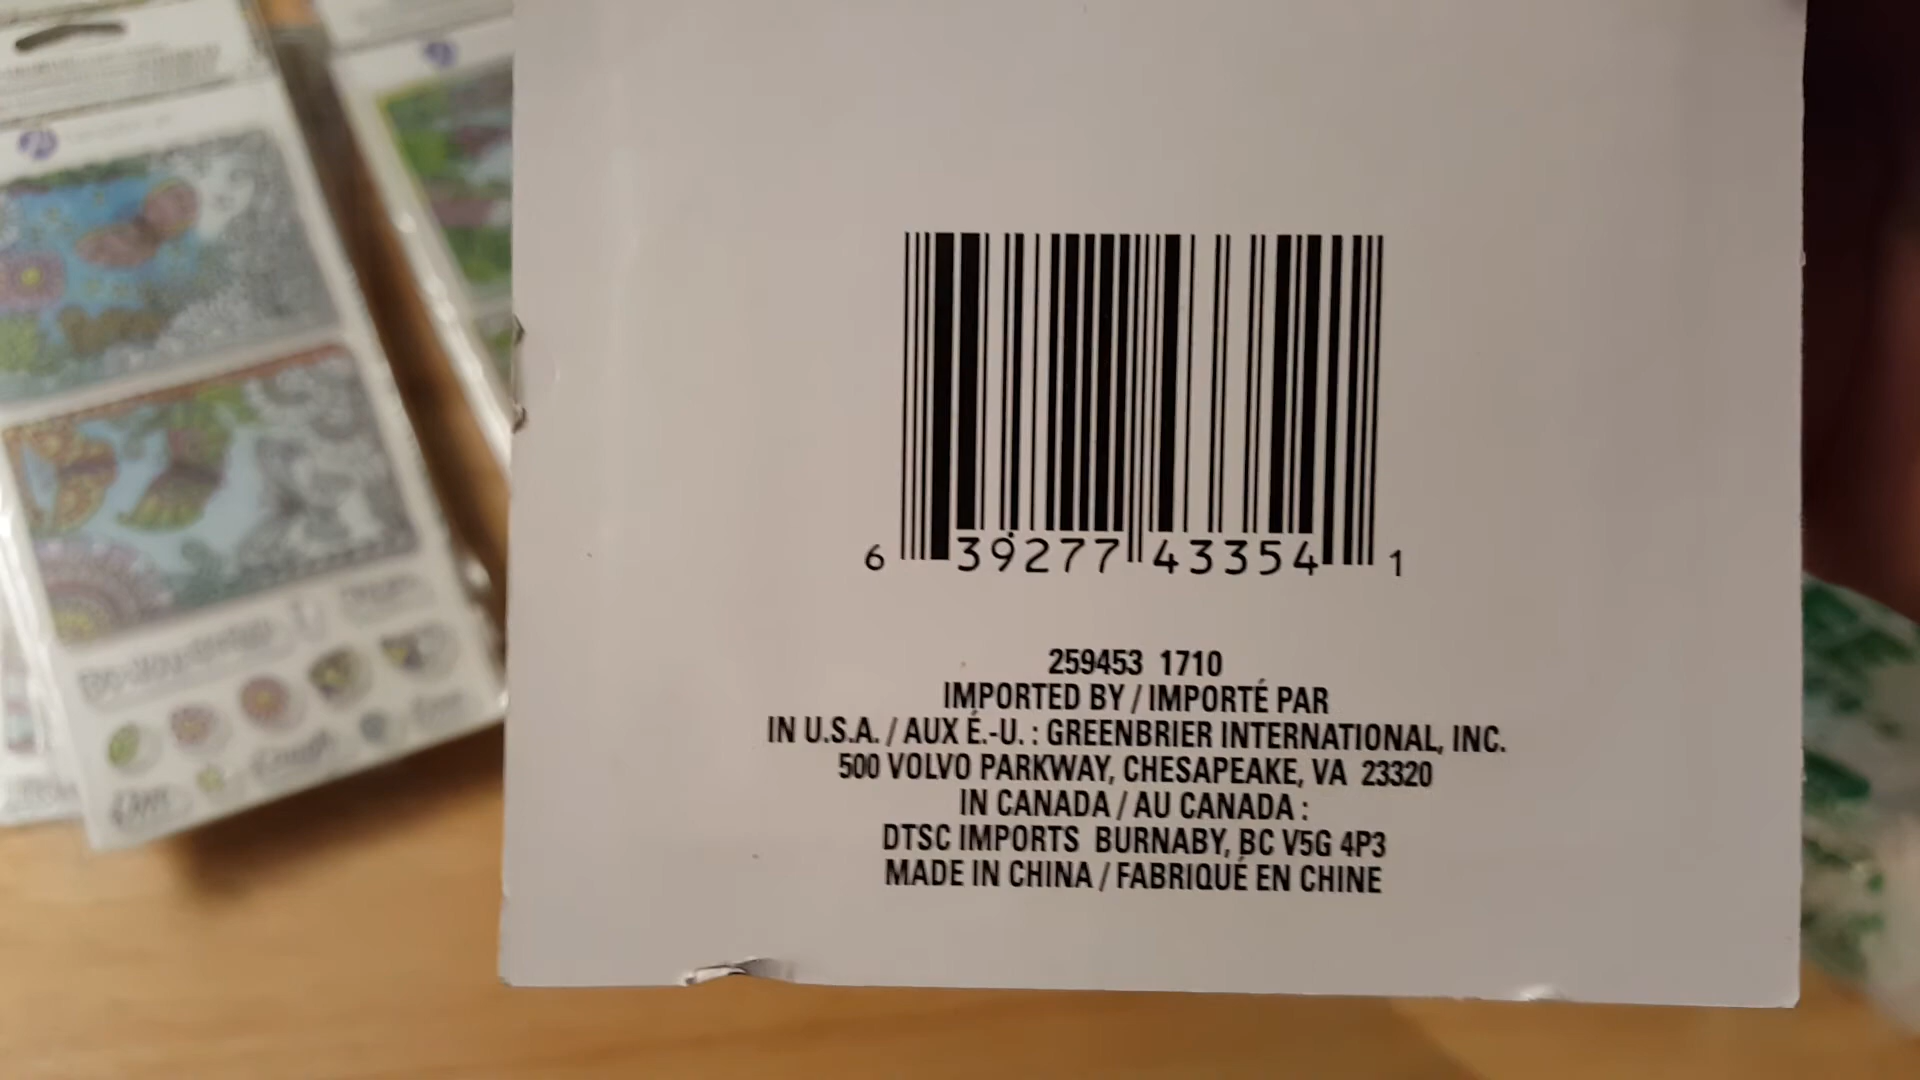 6 39277 43354 1
259453 1710
IMPORTED BY / IMPORTÉ PAR
IN U.S.A. / AUX É.-U. : GREENBRIER INTERNATIONAL, INC.
500 VOLVO PARKWAY, CHESAPEAKE, VA 23320
IN CANADA / AU CANADA :
DTSC IMPORTS BURNABY, BC V5G 4P3
MADE IN CHINA / FABRIQUÉ EN CHINE